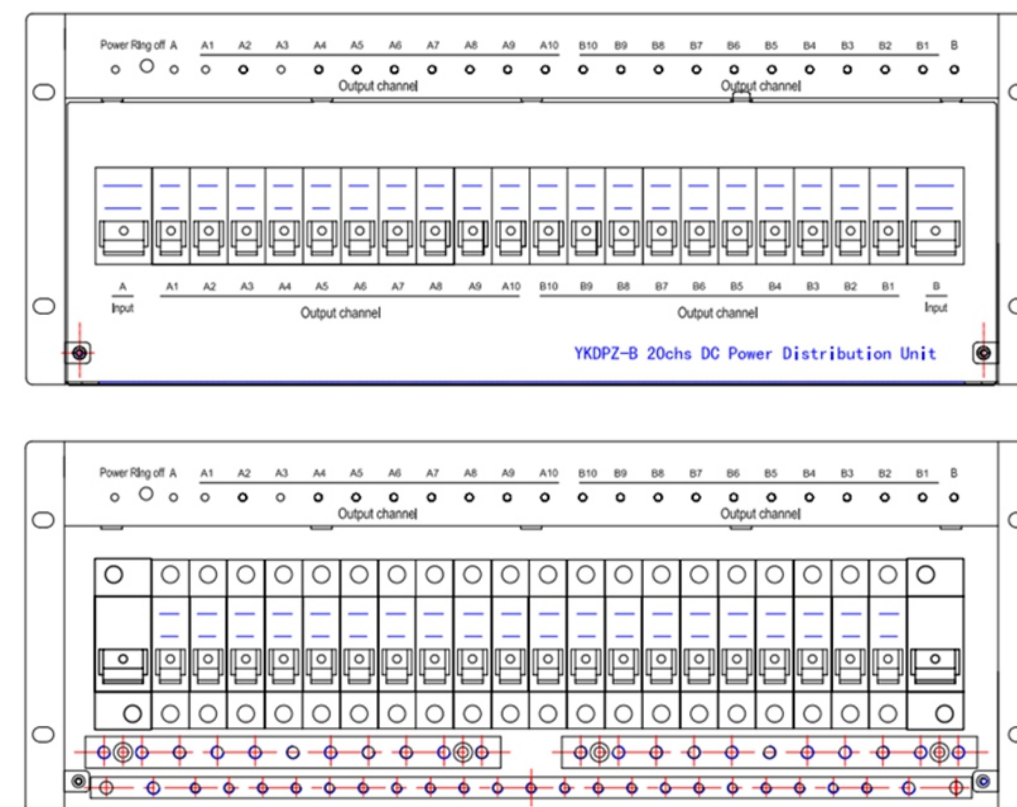 Power Ring off A A1 A2 A3 A4 A5 A6 A7 A8 A9 A10 B10 B9 B8 B7 B6 B5 B4 B3 B2 B1 B
Output channel Output channel
A A1 A2 A3 A4 A5 A6 A7 A8 A9 A10 B10 B9 B8 B7 B6 B5 B4 B3 B2 B1 B
Input Output channel Output channel Input
YKDPZ-B 20chs DC Power Distribution Unit
Power Ring off A A1 A2 A3 A4 A5 A6 A7 A8 A9 A10 B10 B9 B8 B7 B6 B5 B4 B3 B2 B1 B
Output channel Output channel